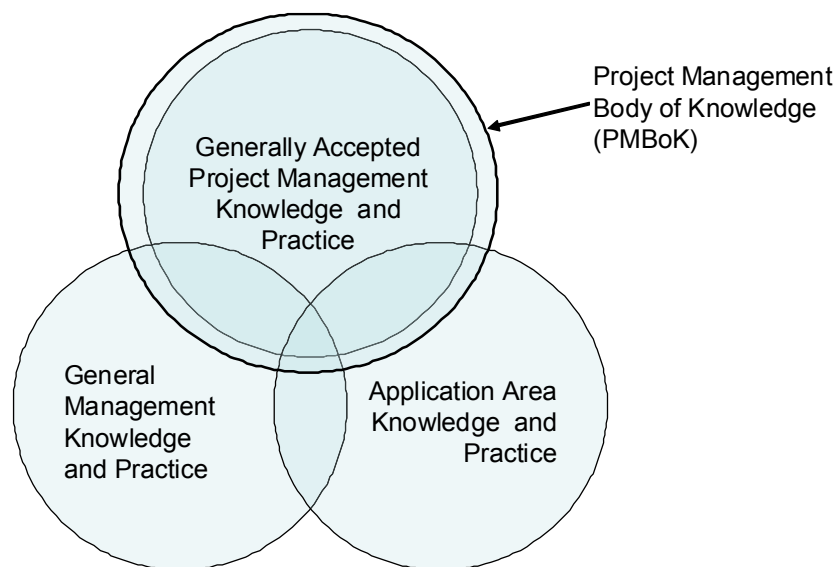 Project Management
Body of Knowledge
(PMBoK)
Generally Accepted
Project Management
Knowledge and
Practice
General
Management
Knowledge
and Practice
Application Area
Knowledge and
Practice